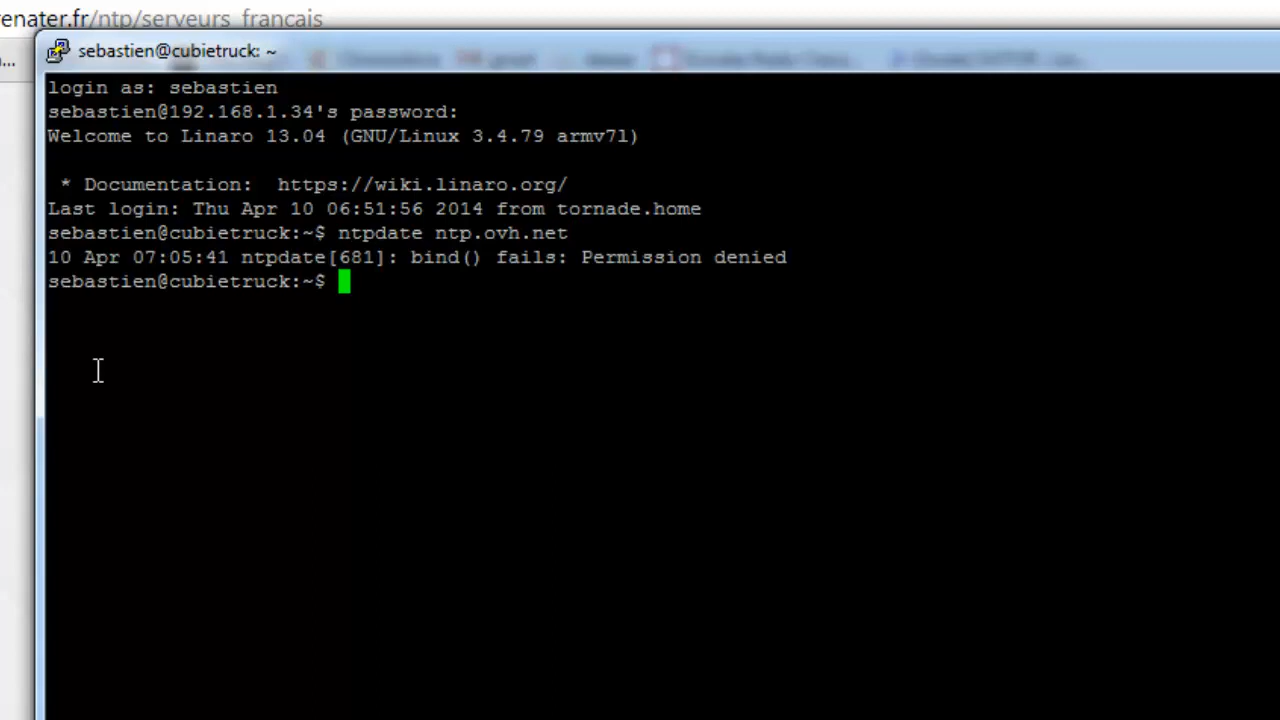 enater.fr/ntp/serveurs_francais
sebastien@cubietruck: ~
login as: sebastien
sebastien@192.168.1.34's password:
Welcome to Linaro 13.04 (GNU/Linux 3.4.79 armv7l)
* Documentation:  https://wiki.linaro.org/
Last login: Thu Apr 10 06:51:56 2014 from tornade.home
sebastien@cubietruck:~$ ntpdate ntp.ovh.net
10 Apr 07:05:41 ntpdate[681]: bind() fails: Permission denied
sebastien@cubietruck:~$